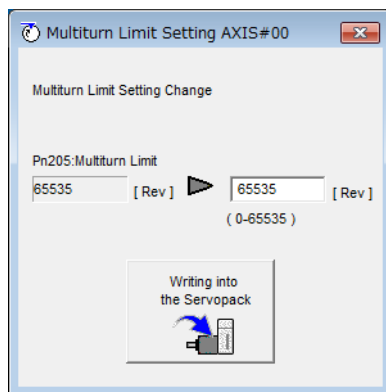 Multiturn Limit Setting AXIS#00
Multiturn Limit Setting Change
Pn205:Multiturn Limit
65535 [ Rev ] 65535 [ Rev ]
( 0-65535 )
Writing into
the Servopack